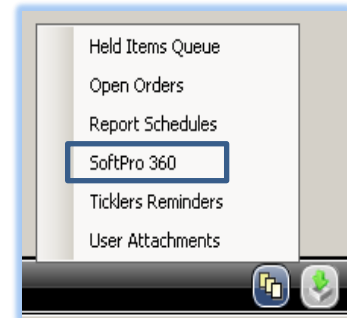 Held Items Queue
Open Orders
Report Schedules
SoftPro 360
Ticklers Reminders
User Attachments